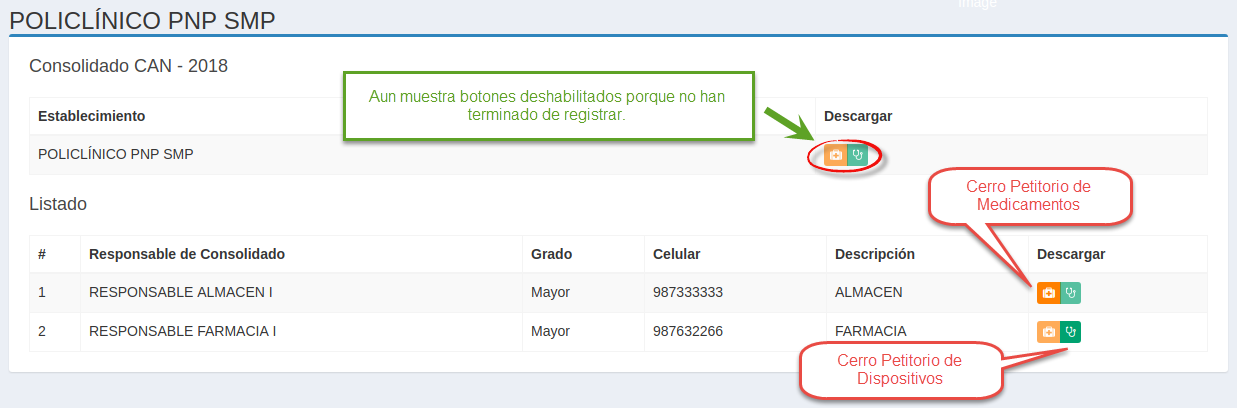 image
POLICLÍNICO PNP SMP
Consolidado CAN - 2018
Aun muestra botones deshabilitados porque no han
terminado de registrar.
Establecimiento Descargar
POLICLÍNICO PNP SMP
Cerro Petitorio de
Medicamentos
Listado
# Responsable de Consolidado Grado Celular Descripción Descargar
1 RESPONSABLE ALMACEN I Mayor 987333333 ALMACEN
2 RESPONSABLE FARMACIA I Mayor 987632266 FARMACIA
Cerro Petitorio de
Dispositivos